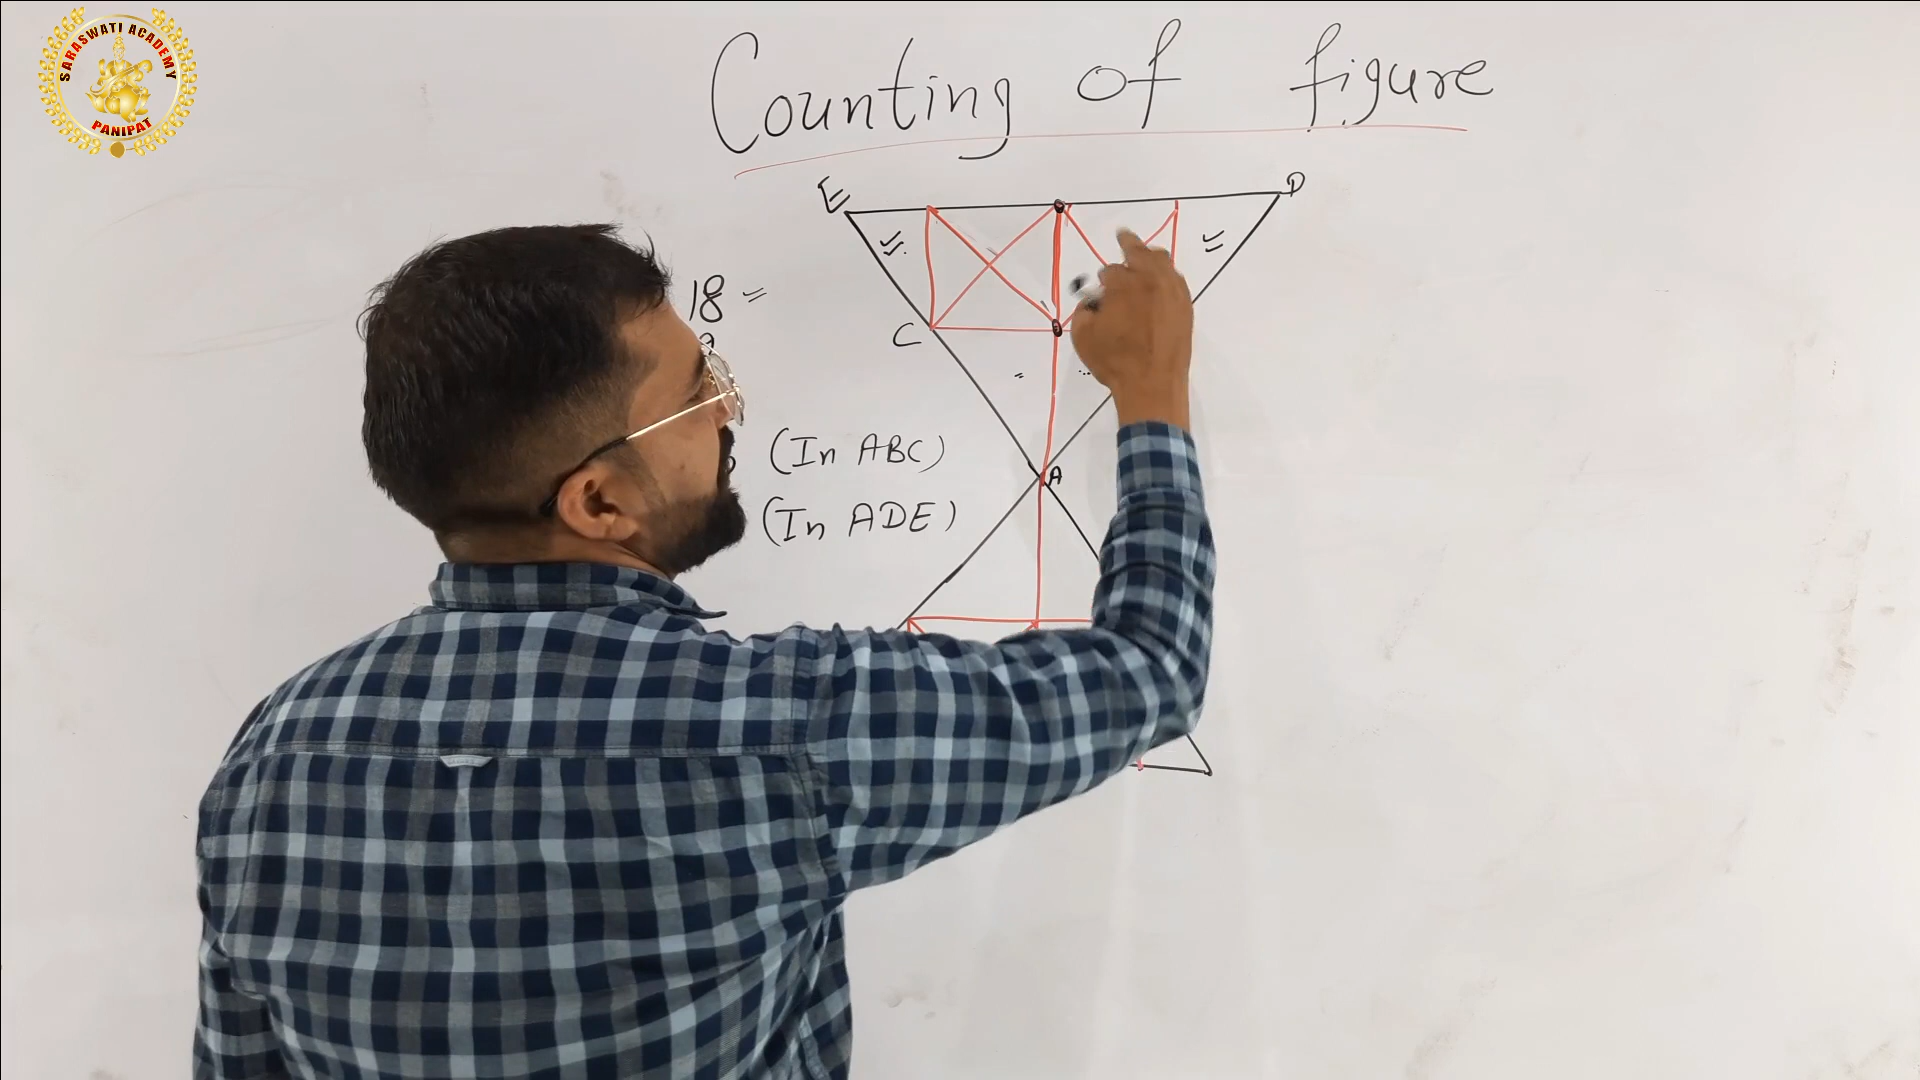 SARASWATI ACADEMY
PANIPAT
Counting of figure
E
D
18 =
C
A
(In ABC)
(In ADE)